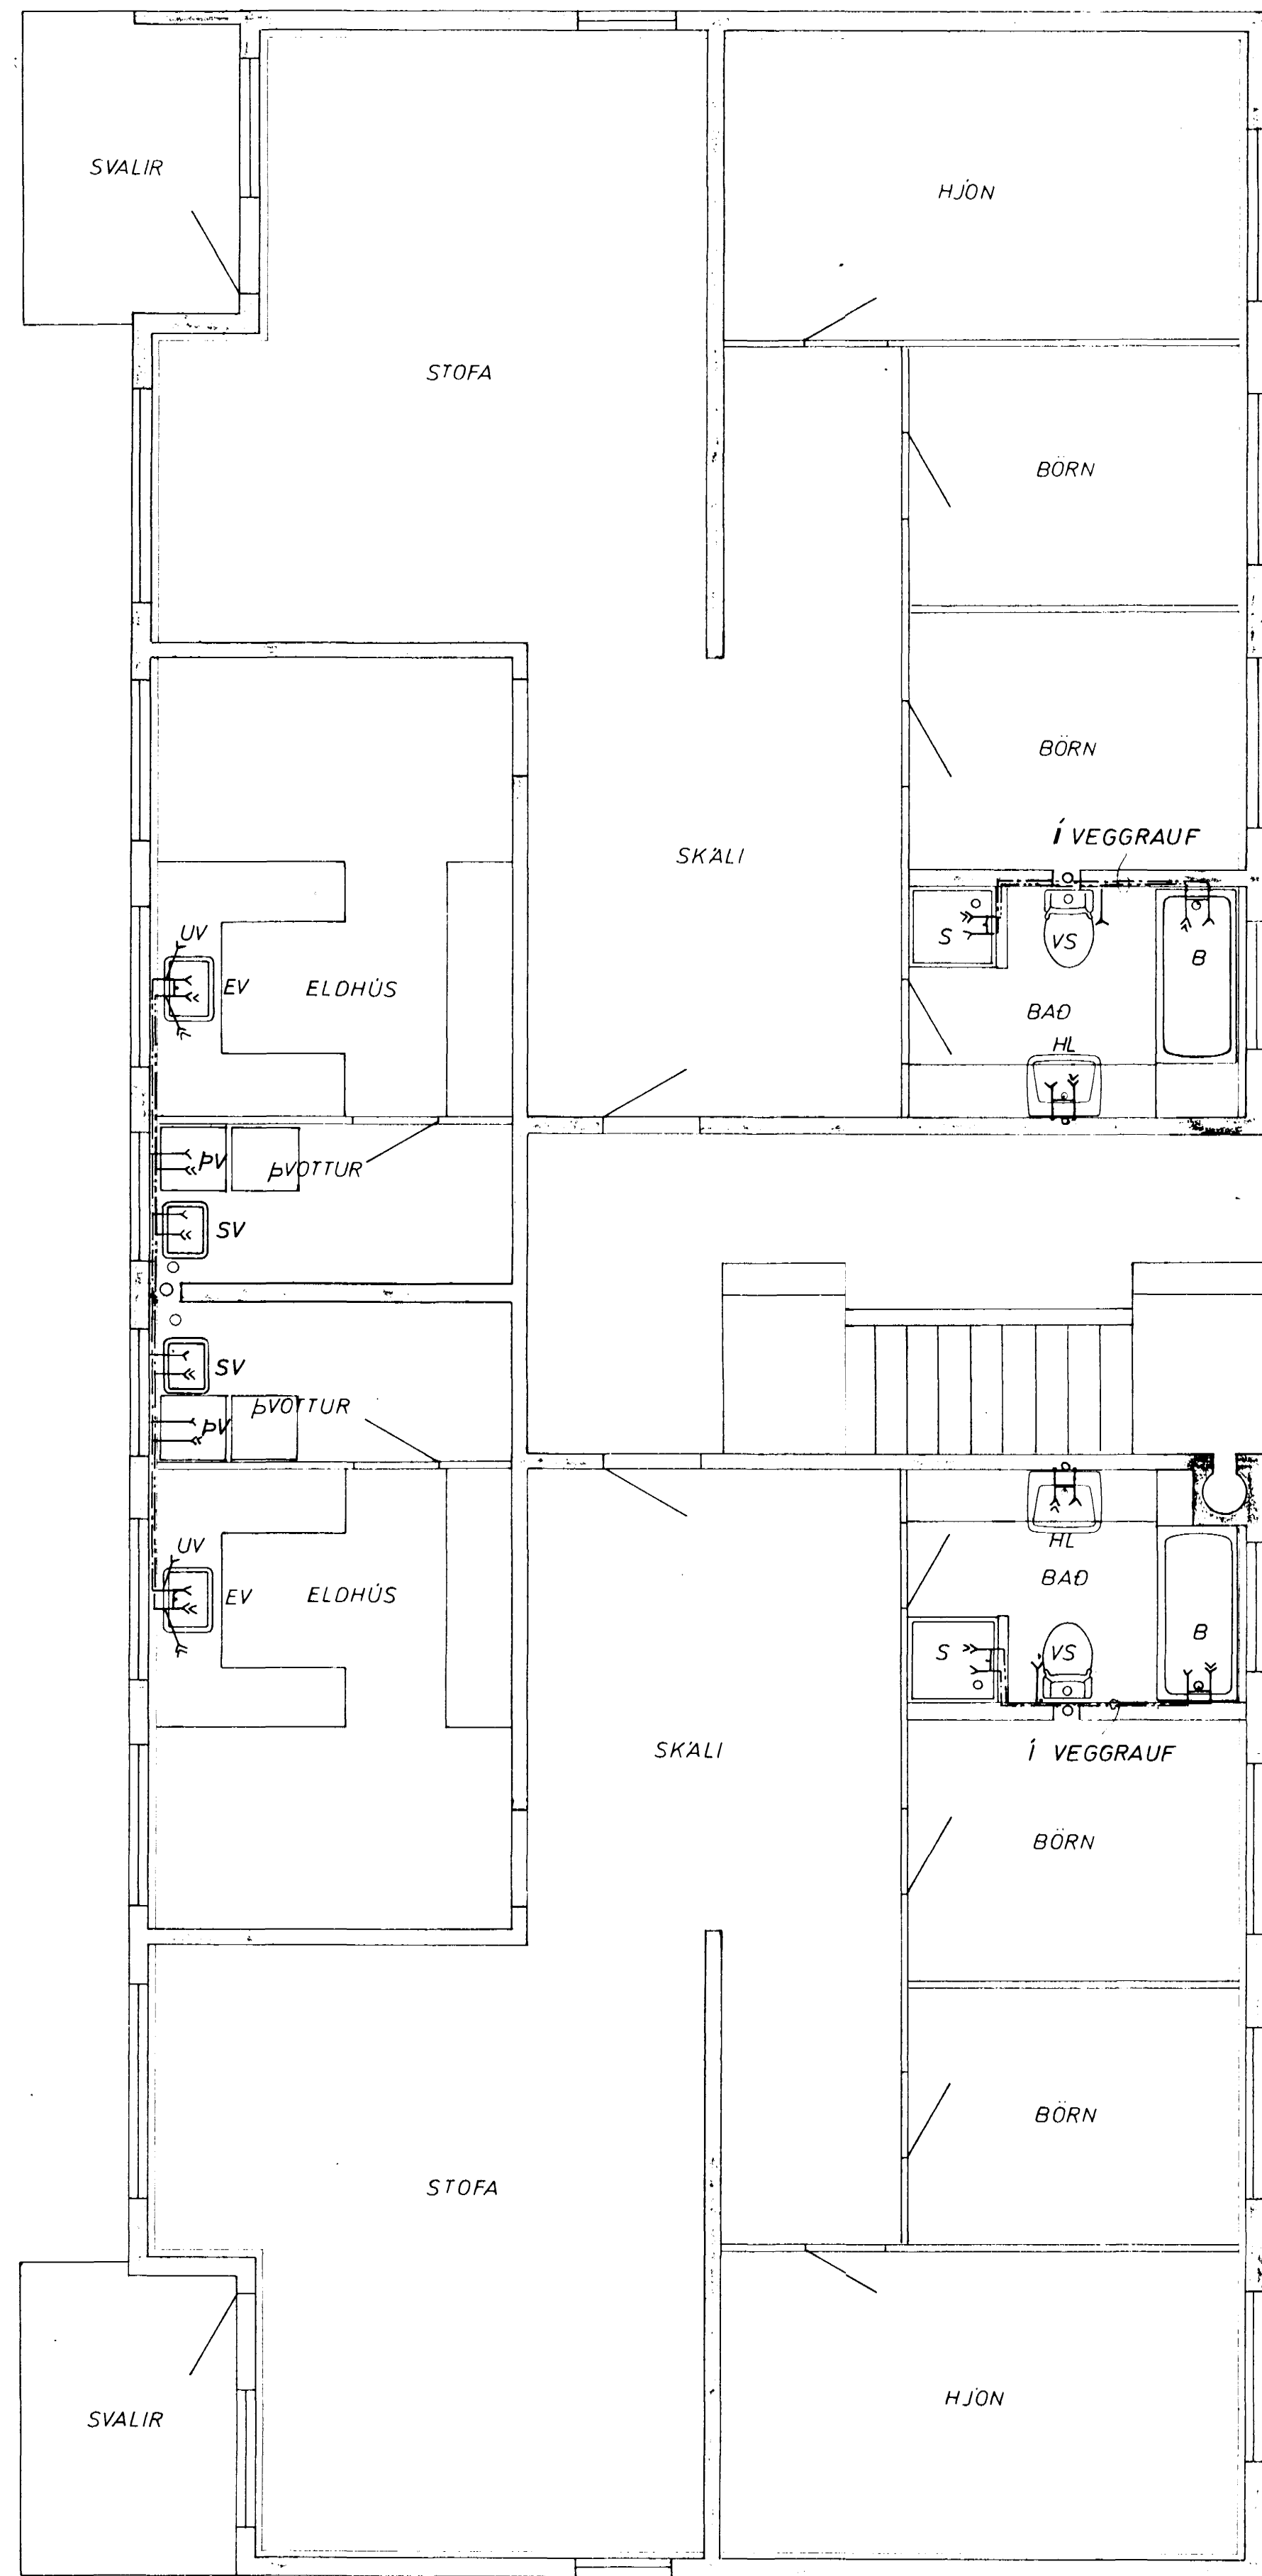 SVALIR
HJÓN
STOFA
BÖRN
BÖRN
Í VEGGRAUF
SKÁLI
UV
EV
ELDHÚS
S
VS
B
BAÐ
HL
ÞV
ÞVOTTUR
SV
SV
ÞVOTTUR
ÞV
UV
EV
ELDHÚS
HL
BAÐ
S
VS
B
SKÁLI
Í VEGGRAUF
BÖRN
BÖRN
STOFA
HJÓN
SVALIR